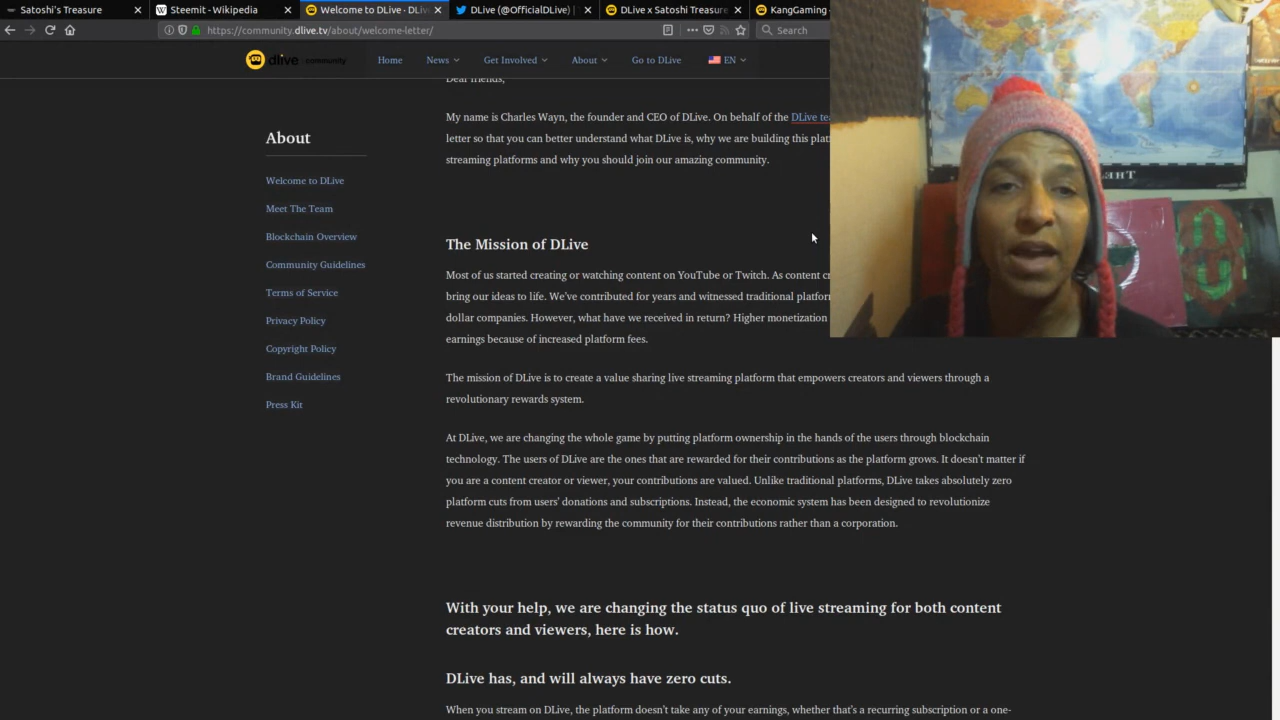 Satoshi's Treasure
Steemit - Wikipedia
Welcome to DLive · DLiv
DLive (@OfficialDLive) |
DLive x Satoshi Treasure
KangGaming
https://community.dlive.tv/about/welcome-letter/
Search
dlive community
Home
News
Get Involved
About
Go to DLive
EN
Dear friends,
About
Welcome to DLive
Meet The Team
Blockchain Overview
Community Guidelines
Terms of Service
Privacy Policy
Copyright Policy
Brand Guidelines
Press Kit
My name is Charles Wayn, the founder and CEO of DLive. On behalf of the DLive
letter so that you can better understand what DLive is, why we are building this
streaming platforms and why you should join our amazing community.
The Mission of DLive
Most of us started creating or watching content on YouTube or Twitch. As content
bring our ideas to life. We've contributed for years and witnessed traditional
dollar companies. However, what have we received in return? Higher monetization
earnings because of increased platform fees.
The mission of DLive is to create a value sharing live streaming platform that empowers creators and viewers through a
revolutionary rewards system.
At DLive, we are changing the whole game by putting platform ownership in the hands of the users through blockchain
technology. The users of DLive are the ones that are rewarded for their contributions as the platform grows. It doesn't matter if
you are a content creator or viewer, your contributions are valued. Unlike traditional platforms, DLive takes absolutely zero
platform cuts from users' donations and subscriptions. Instead, the economic system has been designed to revolutionize
revenue distribution by rewarding the community for their contributions rather than a corporation.
With your help, we are changing the status quo of live streaming for both content
creators and viewers, here is how.
DLive has, and will always have zero cuts.
When you stream on DLive, the platform doesn't take any of your earnings, whether that's a recurring subscription or a one-